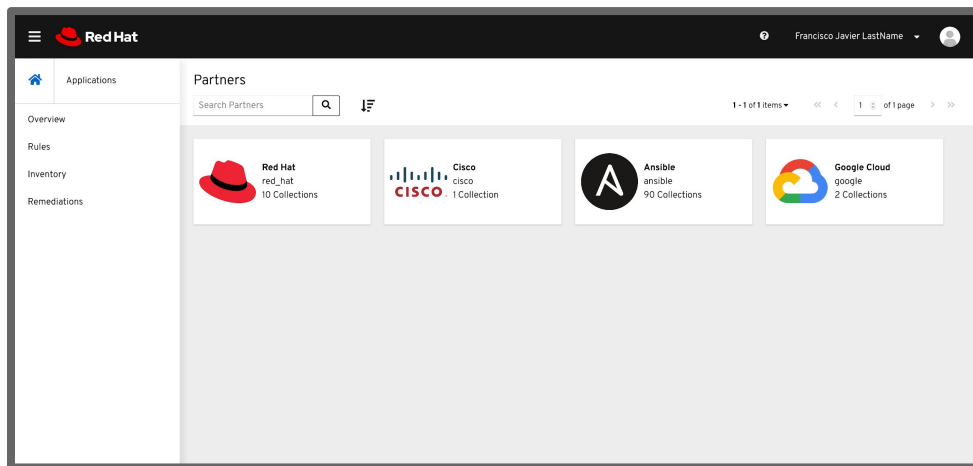 Red Hat
Francisco Javier LastName
Applications
Overview
Rules
Inventory
Remediations
Partners
Search Partners
1 - 1 of 1 items
1 of 1 page
Red Hat
red_hat
10 Collections
CISCO
Cisco
cisco
1 Collection
A
Ansible
ansible
90 Collections
Google Cloud
google
2 Collections